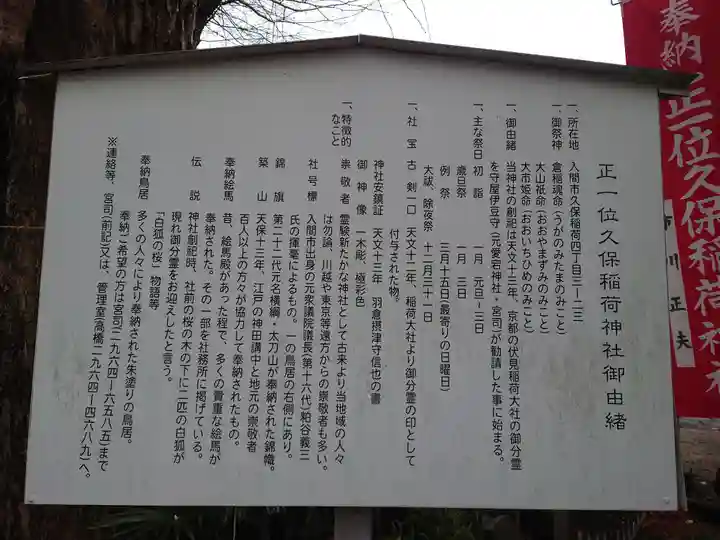 正一位久保稲荷神社御由緒
一、所在地　入間市久保稲荷四丁目三ー一三
一、御祭神　倉稲魂命(うがのみたまのみこと)
大山祇命(おおやまずみのみこと)
大市姫命(おおいちひめのみこと)
一、御由緒　当神社の創祀は天文十三年、京都の伏見稲荷大社の御分霊
を守屋伊豆守(元愛宕神社・宮司)が勧請した事に始まる。
一、主な祭日　初詣　一月　元旦ー三日
歳旦祭　一月　三日
例祭　三月十五日(最寄りの日曜日)
大祓、除夜祭　十二月三十一日
一、社宝　古剣一口　天文十二年、稲荷大社より御分霊の印として
付与された物。
神社安鎮証　天文十三年　羽倉摂津守信也の書
御神像　一木彫、極彩色
一、特徴的なこと　崇敬者　霊験新たかな神社として古来より当地域の人々
は勿論、川越や東京等遠方からの崇敬者も多い。
社号標　入間市出身の元衆議院議長(第十六代)粕谷義三
氏の揮毫によるもの。一の鳥居の右側にあり。
錦旗　第二十二代元名横綱・太刀山が奉納された錦幟。
築山　天保十三年、江戸の神田講中と地元の崇敬者
百人以上の方々が協力して奉納されたもの。
奉納絵馬　昔、絵馬殿があった程で、多くの貴重な絵馬が
奉納された。その一部を社務所に掲げている。
伝説　神社創祀時、社前の桜の木の下に二匹の白狐が
現れ御分霊をお迎えしたと言う。
「白狐の桜」物語等
奉納鳥居　多くの人々により奉納された朱塗りの鳥居。
奉納ご希望の方は宮司(二九六四ー六五八五)まで
※連絡等、宮司(前記)又は、管理室(高橋二九六四ー四六八九)へ。
奉納正一位久保稲荷神社
市川正夫